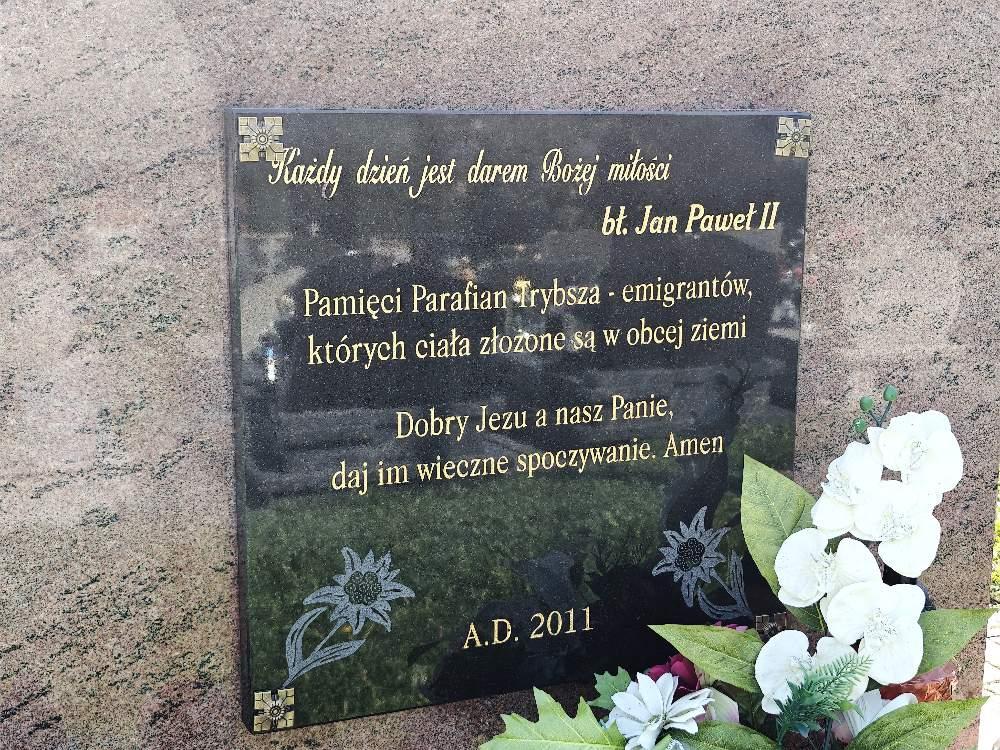 Każdy dzień jest darem Bożej miłości
bł. Jan Paweł II
Pamięci Parafian Trybsza - emigrantów,
których ciała złożone są w obcej ziemi
Dobry Jezu a nasz Panie,
daj im wieczne spoczywanie. Amen
A.D. 2011